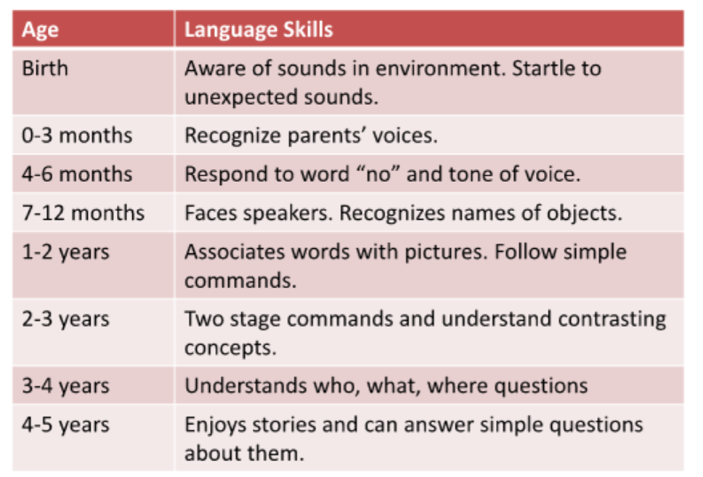 Age Language Skills
Birth Aware of sounds in environment. Startle to
unexpected sounds.
0-3 months Recognize parents’ voices.
4-6 months Respond to word “no” and tone of voice.
7-12 months Faces speakers. Recognizes names of objects.
1-2 years Associates words with pictures. Follow simple
commands.
2-3 years Two stage commands and understand contrasting
concepts.
3-4 years Understands who, what, where questions
4-5 years Enjoys stories and can answer simple questions
about them.